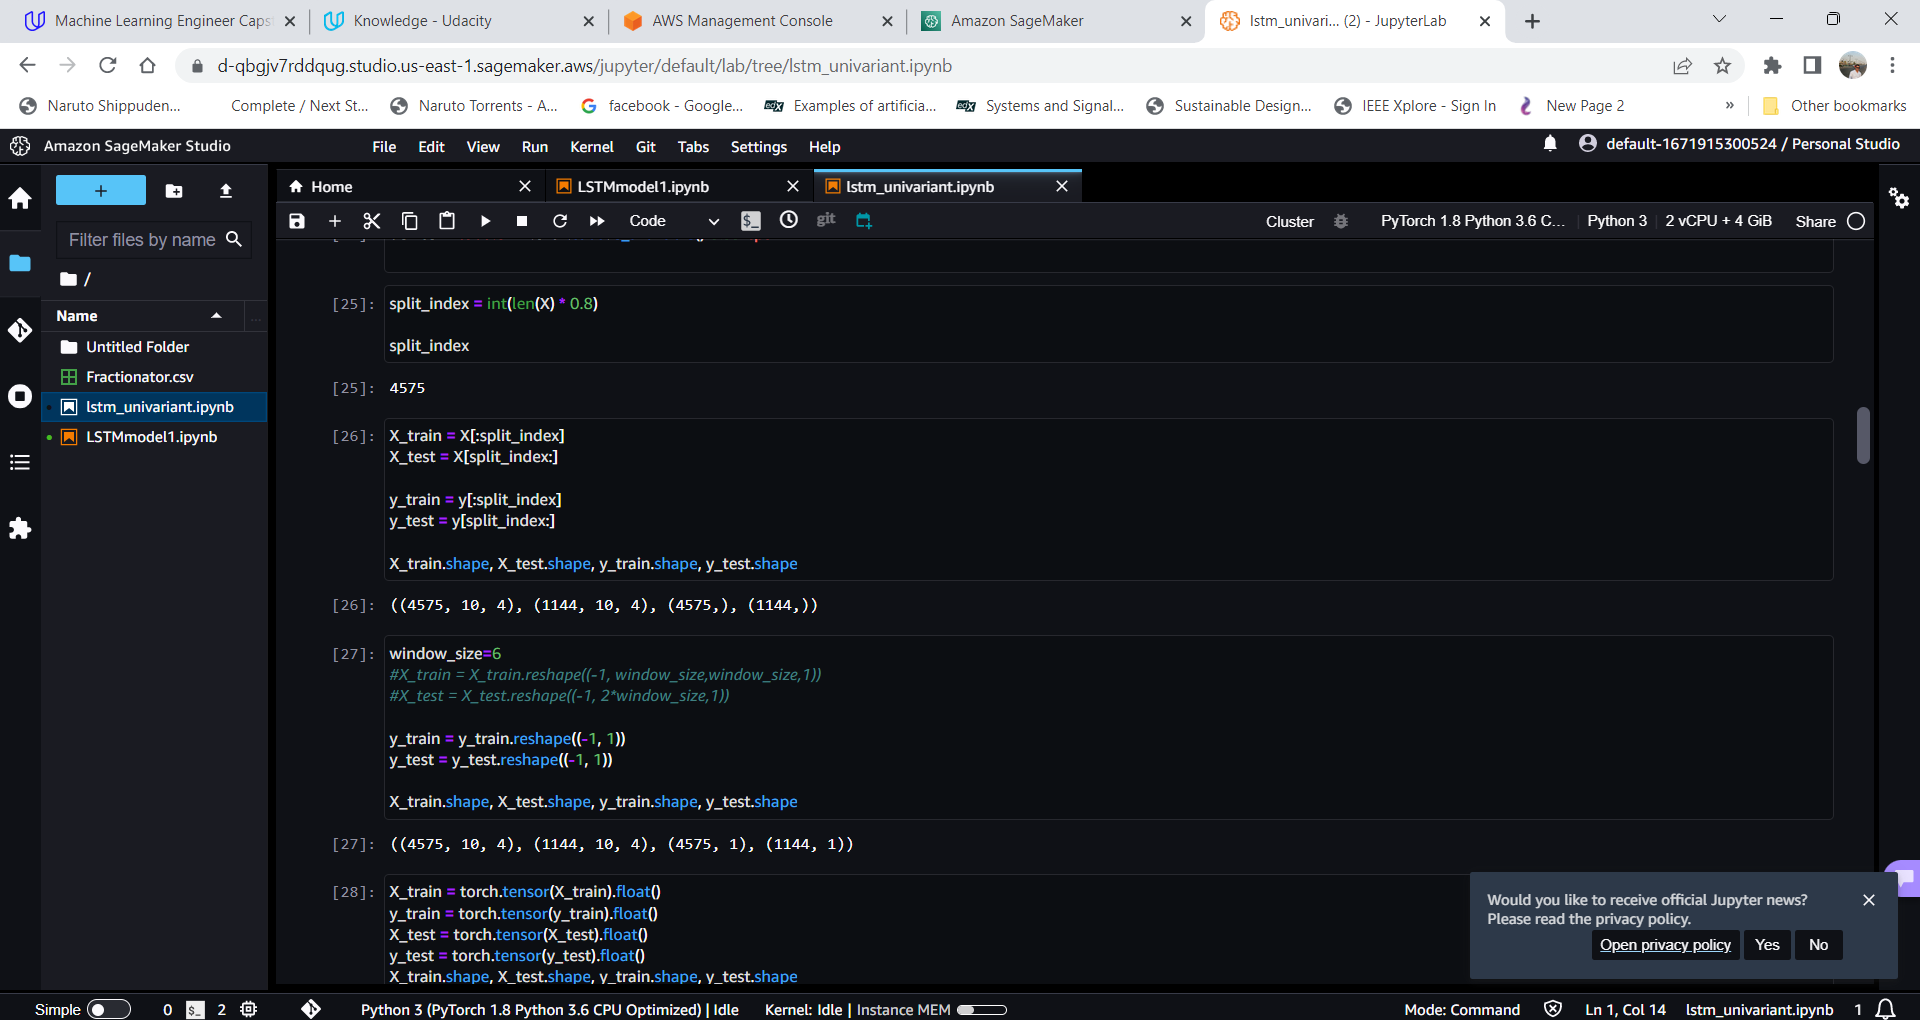 Machine Learning Engineer Caps
Knowledge - Udacity
AWS Management Console
Amazon SageMaker
lstm_univari... (2) - JupyterLab
d-qbgjv7rddqug.studio.us-east-1.sagemaker.aws/jupyter/default/lab/tree/lstm_univariant.ipynb
Naruto Shippuden...
Complete / Next St...
Naruto Torrents - A...
facebook - Google...
Examples of artificia...
Systems and Signal...
Sustainable Design...
IEEE Xplore - Sign In
New Page 2
»
Other bookmarks
Amazon SageMaker Studio
File Edit View Run Kernel Git Tabs Settings Help
default-1671915300524 / Personal Studio
Home
LSTMmodel1.ipynb
lstm_univariant.ipynb
Code
git
Cluster
PyTorch 1.8 Python 3.6 C...
Python 3
2 vCPU + 4 GiB
Share
Filter files by name
/
Name
Untitled Folder
Fractionator.csv
lstm_univariant.ipynb
LSTMmodel1.ipynb
[25]: split_index = int(len(X) * 0.8)
split_index
[25]: 4575
[26]: X_train = X[:split_index]
X_test = X[split_index:]
y_train = y[:split_index]
y_test = y[split_index:]
X_train.shape, X_test.shape, y_train.shape, y_test.shape
[26]: ((4575, 10, 4), (1144, 10, 4), (4575,), (1144,))
[27]: window_size=6
#X_train = X_train.reshape((-1, window_size,window_size,1))
#X_test = X_test.reshape((-1, 2*window_size,1))
y_train = y_train.reshape((-1, 1))
y_test = y_test.reshape((-1, 1))
X_train.shape, X_test.shape, y_train.shape, y_test.shape
[27]: ((4575, 10, 4), (1144, 10, 4), (4575, 1), (1144, 1))
[28]: X_train = torch.tensor(X_train).float()
y_train = torch.tensor(y_train).float()
X_test = torch.tensor(X_test).float()
y_test = torch.tensor(y_test).float()
X_train.shape, X_test.shape, y_train.shape, y_test.shape
Would you like to receive official Jupyter news?
Please read the privacy policy.
Open privacy policy Yes No
Simple
0
$_
2
Python 3 (PyTorch 1.8 Python 3.6 CPU Optimized) | Idle
Kernel: Idle | Instance MEM
Mode: Command
Ln 1, Col 14
lstm_univariant.ipynb
1